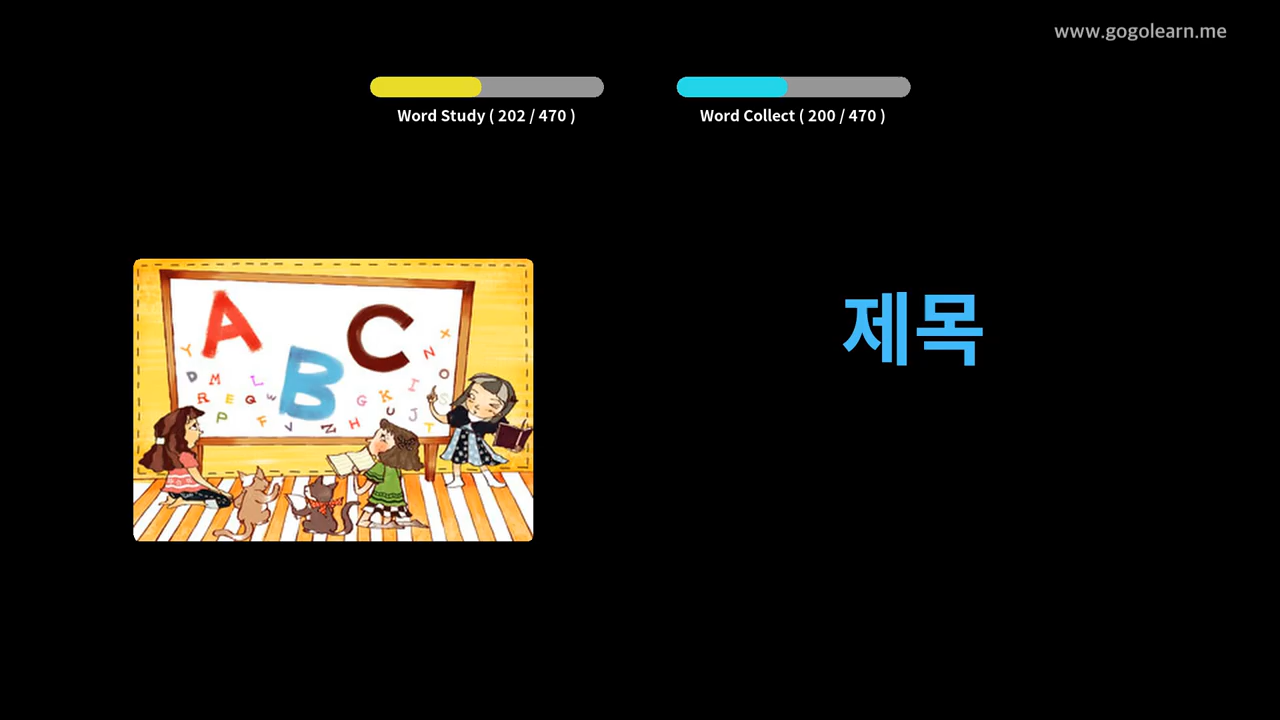 www.gogolearn.me
Word Study ( 202 / 470 )
Word Collect ( 200 / 470 )
제목
A B C
Y X
N
D M L O
R E Q W G K I S
P F V Z H U J T